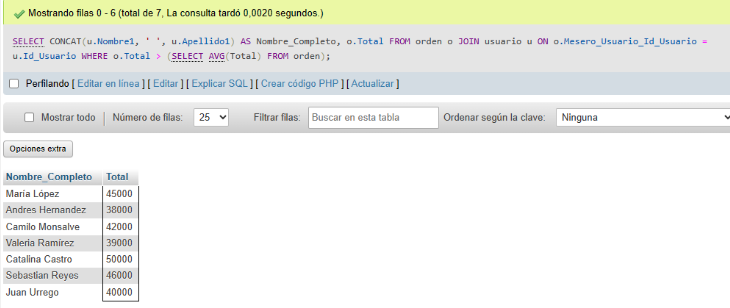 Mostrando filas 0 - 6 (total de 7, La consulta tardó 0,0020 segundos.)
SELECT CONCAT(u.Nombre1, ' ', u.Apellido1) AS Nombre_Completo, o.Total FROM orden o JOIN usuario u ON o.Mesero_Usuario_Id_Usuario =
u.Id_Usuario WHERE o.Total > (SELECT AVG(Total) FROM orden);
Perfilando [ Editar en línea ] [ Editar ] [ Explicar SQL ] [ Crear código PHP ] [ Actualizar ]
Mostrar todo Número de filas: 25 Filtrar filas: Buscar en esta tabla Ordenar según la clave: Ninguna
Opciones extra
Nombre_Completo Total
María López 45000
Andres Hernandez 38000
Camilo Monsalve 42000
Valeria Ramírez 39000
Catalina Castro 50000
Sebastian Reyes 46000
Juan Urrego 40000